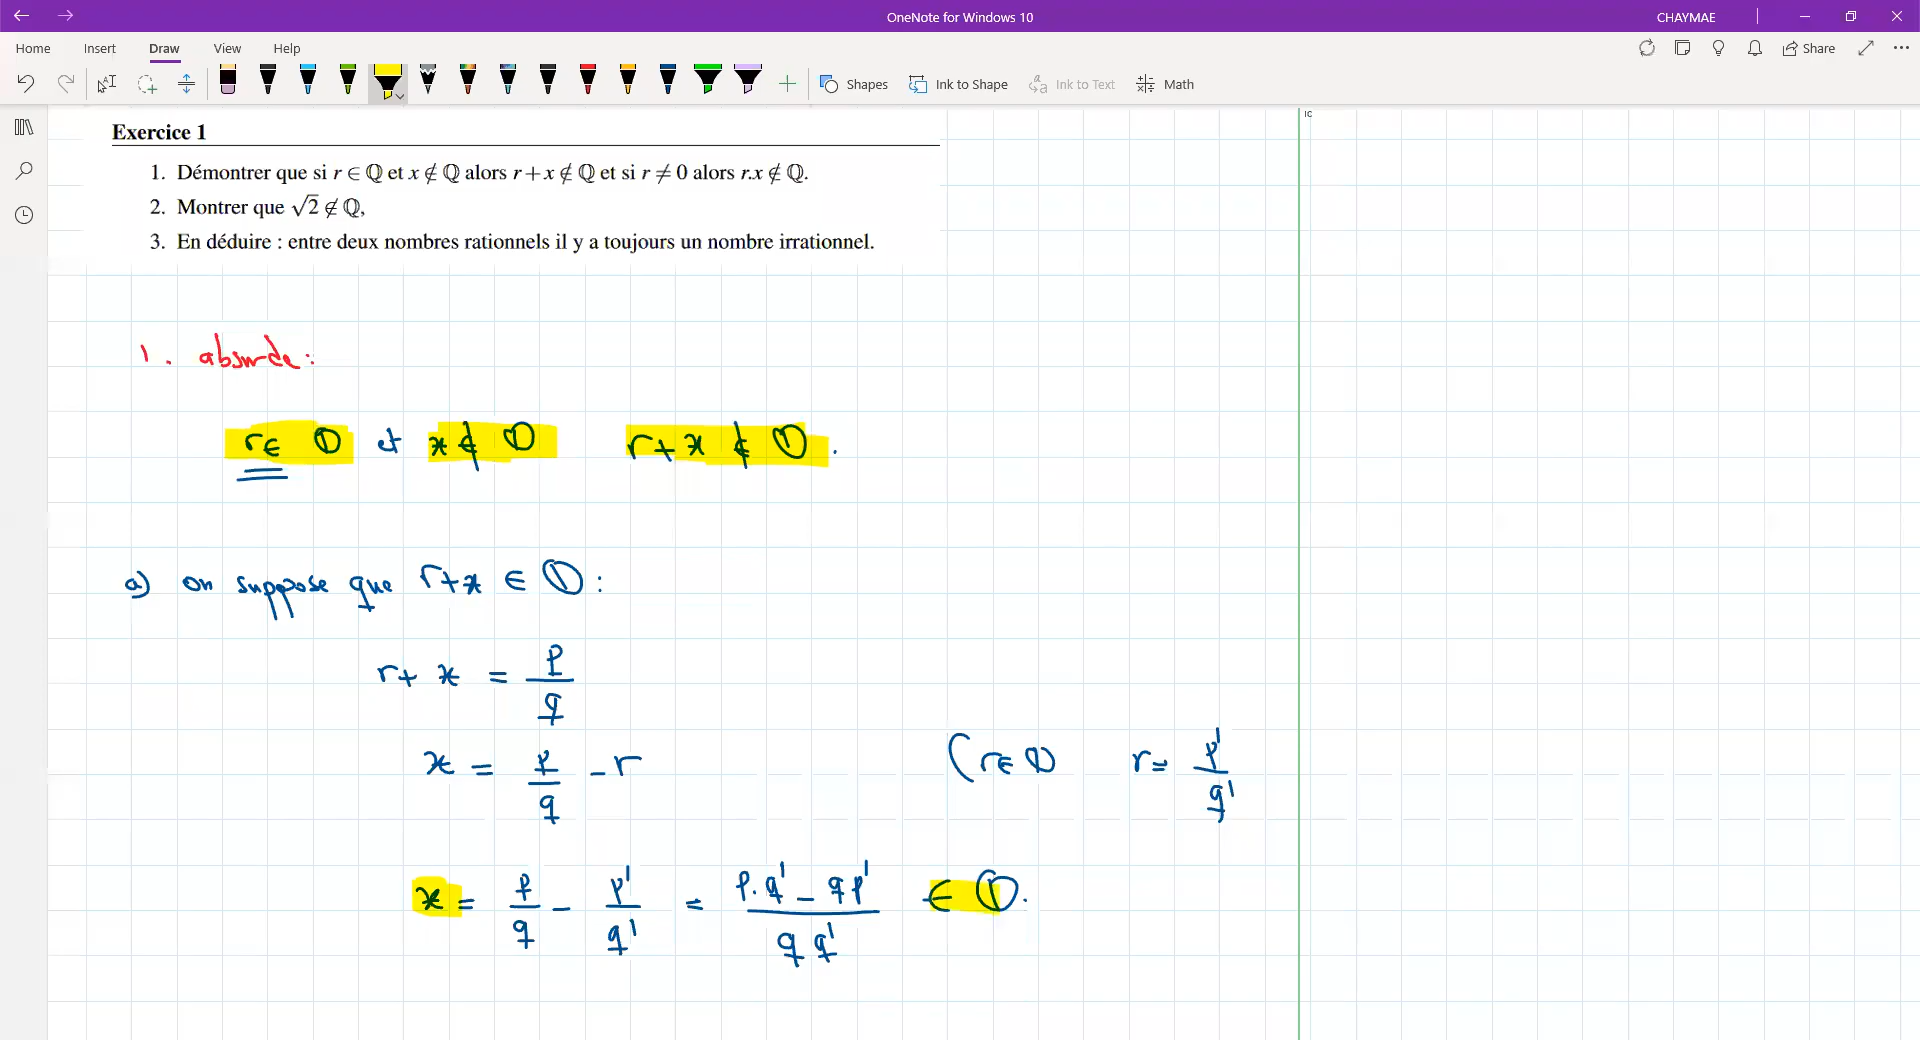 OneNote for Windows 10
CHAYMAE
Home Insert Draw View Help
Share
Shapes Ink to Shape Ink to Text Math
Exercice 1
1. Démontrer que si r ∈ ℚ et x ∉ ℚ alors r + x ∉ ℚ et si r ≠ 0 alors r.x ∉ ℚ.
2. Montrer que √2 ∉ ℚ,
3. En déduire : entre deux nombres rationnels il y a toujours un nombre irrationnel.
1. absurde:
r ∈ ℚ et x ∉ ℚ r + x ∉ ℚ.
a) on suppose que r + x ∈ ℚ :
r + x = p/q
x = p/q - r (r ∈ ℚ r = p'/q'
x = p/q - p'/q' = (p.q' - qp')/(qq') ∈ ℚ.